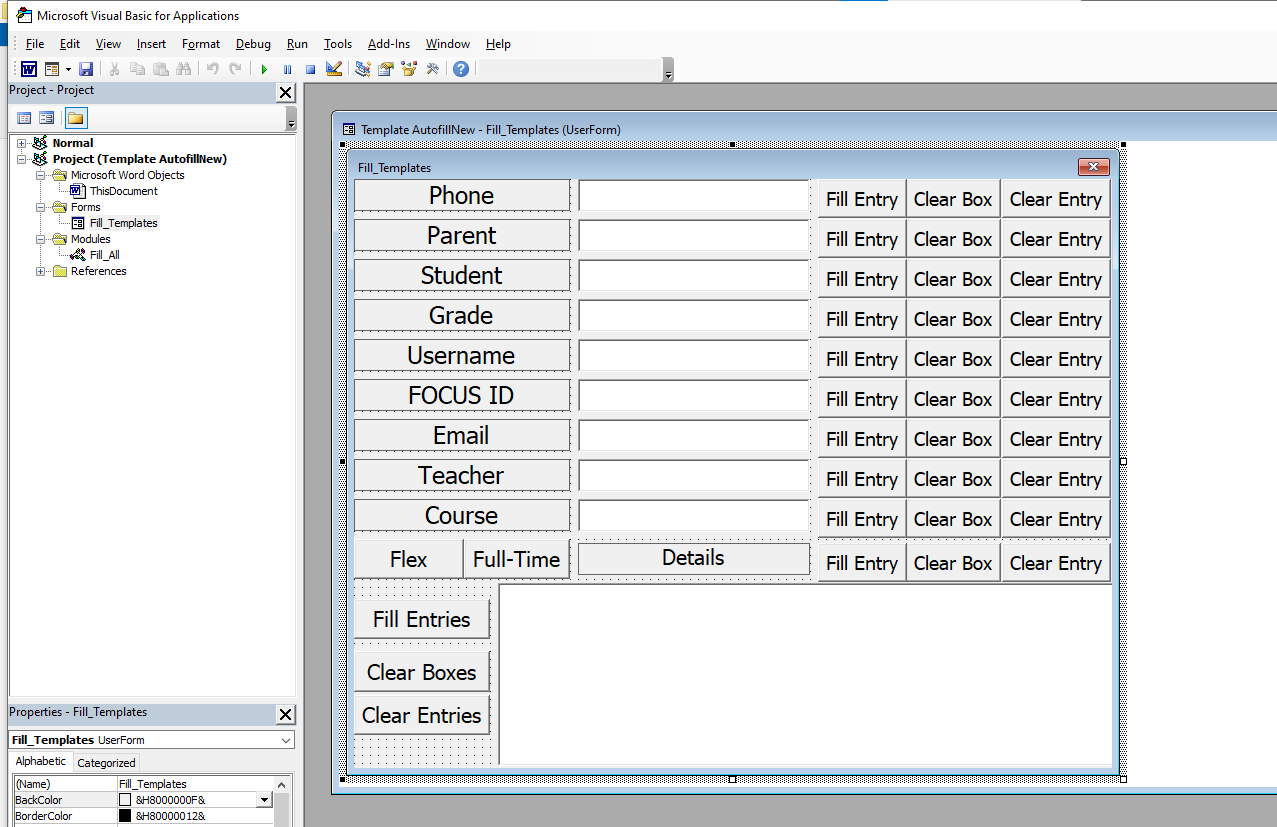 Microsoft Visual Basic for Applications
File Edit View Insert Format Debug Run Tools Add-Ins Window Help
Project - Project
Normal
Project (Template AutofillNew)
Microsoft Word Objects
ThisDocument
Forms
Fill_Templates
Modules
Fill_All
References
Properties - Fill_Templates
Fill_Templates UserForm
Alphabetic Categorized
(Name) Fill_Templates
BackColor &H8000000F&
BorderColor &H80000012&
Template AutofillNew - Fill_Templates (UserForm)
Fill_Templates
Phone Fill Entry Clear Box Clear Entry
Parent Fill Entry Clear Box Clear Entry
Student Fill Entry Clear Box Clear Entry
Grade Fill Entry Clear Box Clear Entry
Username Fill Entry Clear Box Clear Entry
FOCUS ID Fill Entry Clear Box Clear Entry
Email Fill Entry Clear Box Clear Entry
Teacher Fill Entry Clear Box Clear Entry
Course Fill Entry Clear Box Clear Entry
Flex Full-Time Details Fill Entry Clear Box Clear Entry
Fill Entries
Clear Boxes
Clear Entries